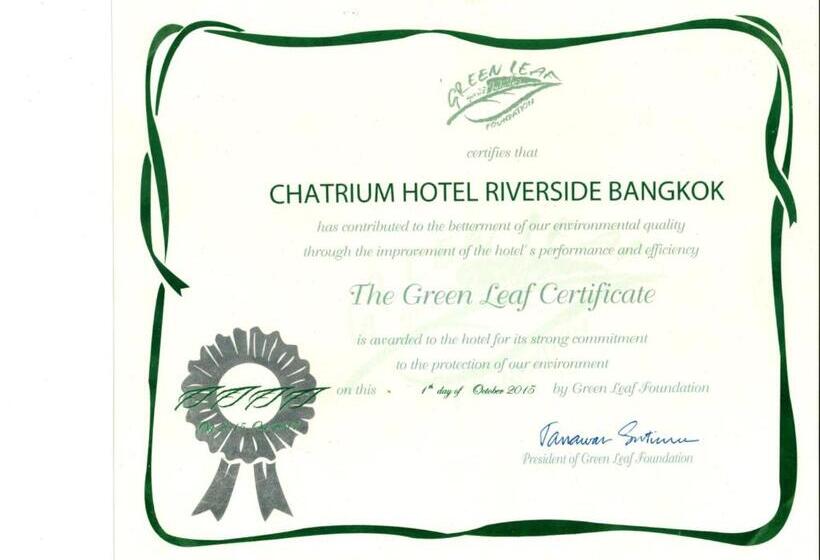 GREEN LEAF
FOUNDATION
certifies that
CHATRIUM HOTEL RIVERSIDE BANGKOK
has contributed to the betterment of our environmental quality
through the improvement of the hotel's performance and efficiency
The Green Leaf Certificate
is awarded to the hotel for its strong commitment
to the protection of our environment
on this - 1st day of October 2015 by Green Leaf Foundation
President of Green Leaf Foundation